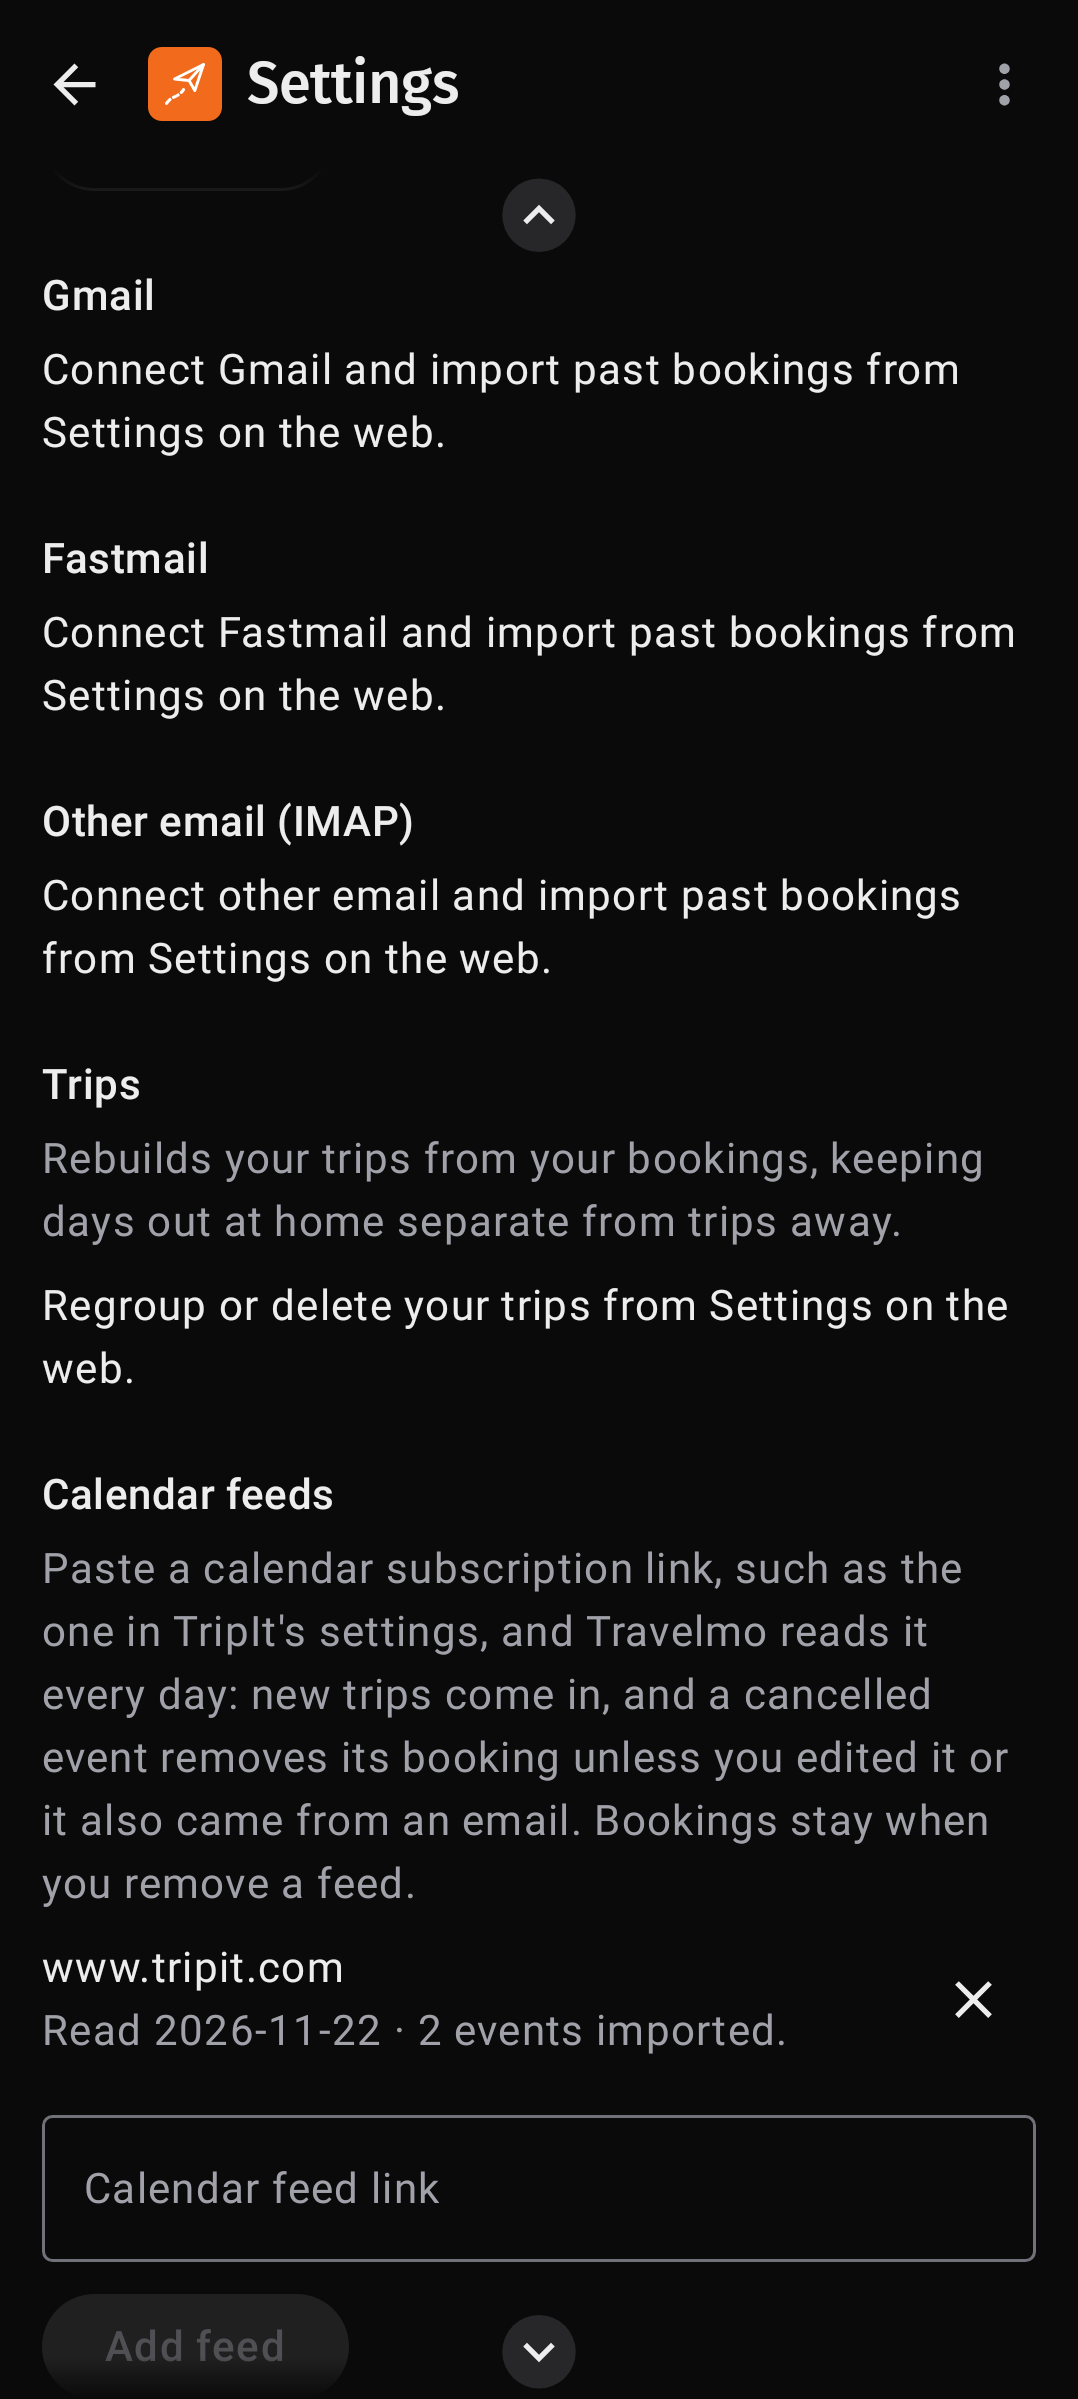 Settings
Gmail
Connect Gmail and import past bookings from
Settings on the web.
Fastmail
Connect Fastmail and import past bookings from
Settings on the web.
Other email (IMAP)
Connect other email and import past bookings
from Settings on the web.
Trips
Rebuilds your trips from your bookings, keeping
days out at home separate from trips away.
Regroup or delete your trips from Settings on the
web.
Calendar feeds
Paste a calendar subscription link, such as the
one in TripIt's settings, and Travelmo reads it
every day: new trips come in, and a cancelled
event removes its booking unless you edited it or
it also came from an email. Bookings stay when
you remove a feed.
www.tripit.com
Read 2026-11-22 · 2 events imported.
Calendar feed link
Add feed